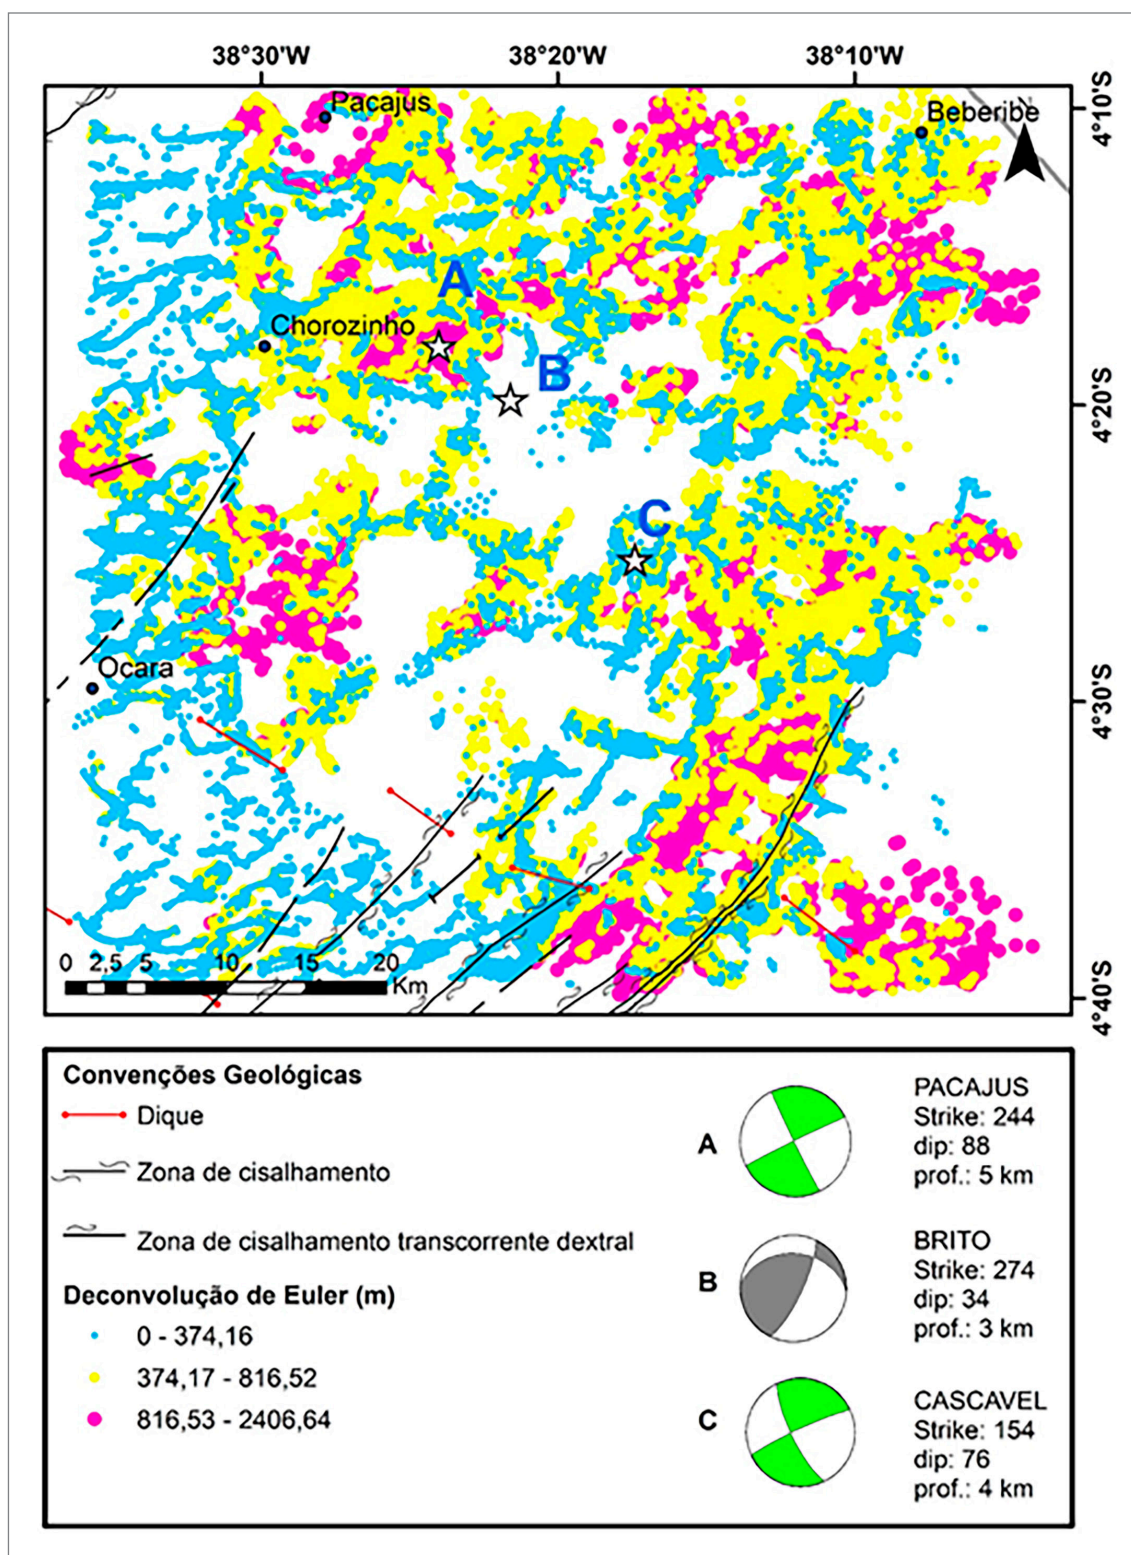 38°30'W 38°20'W 38°10'W
Pacajus
Beberibe
4°10'S
A
Chorozinho
B
4°20'S
C
Ocara
4°30'S
0 2,5 5 10 15 20
Km
4°40'S
Convenções Geológicas
Dique
Zona de cisalhamento
Zona de cisalhamento transcorrente dextral
Deconvolução de Euler (m)
0 - 374,16
374,17 - 816,52
816,53 - 2406,64
A
PACAJUS
Strike: 244
dip: 88
prof.: 5 km
B
BRITO
Strike: 274
dip: 34
prof.: 3 km
C
CASCAVEL
Strike: 154
dip: 76
prof.: 4 km